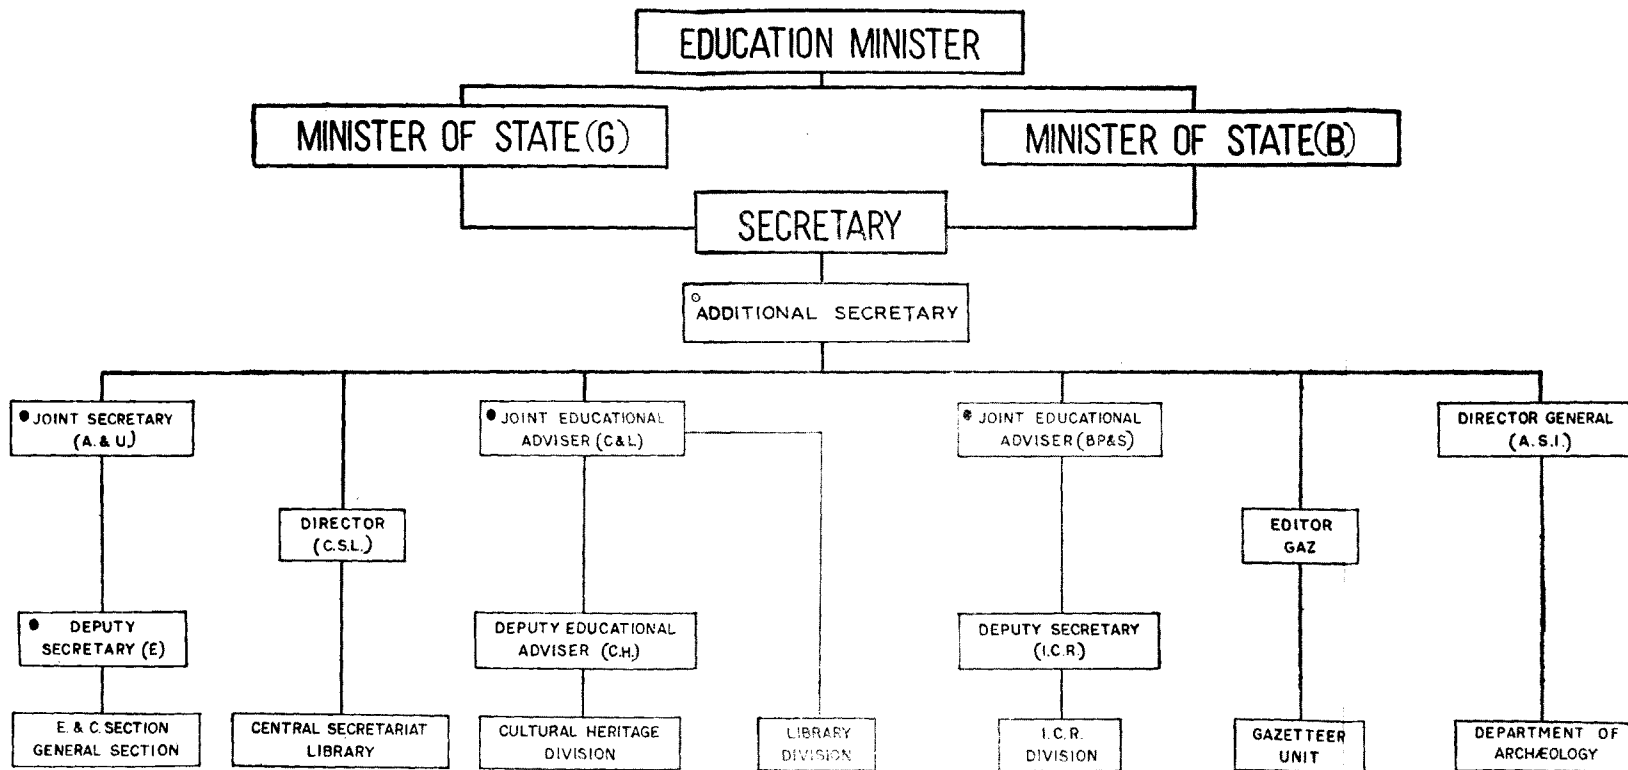 EDUCATION MINISTER
MINISTER OF STATE(G)
MINISTER OF STATE(B)
SECRETARY
ADDITIONAL SECRETARY
JOINT SECRETARY
(A. & U.)
JOINT EDUCATIONAL
ADVISER (C&L)
JOINT EDUCATIONAL
ADVISER (BP&S)
DIRECTOR GENERAL
(A.S.I.)
DIRECTOR
(C.S.L.)
EDITOR
GAZ
DEPUTY
SECRETARY (E)
DEPUTY EDUCATIONAL
ADVISER (C.H.)
DEPUTY SECRETARY
(I.C.R.)
E. & C. SECTION
GENERAL SECTION
CENTRAL SECRETARIAT
LIBRARY
CULTURAL HERITAGE
DIVISION
LIBRARY
DIVISION
I.C.R.
DIVISION
GAZETTEER
UNIT
DEPARTMENT OF
ARCHÆOLOGY